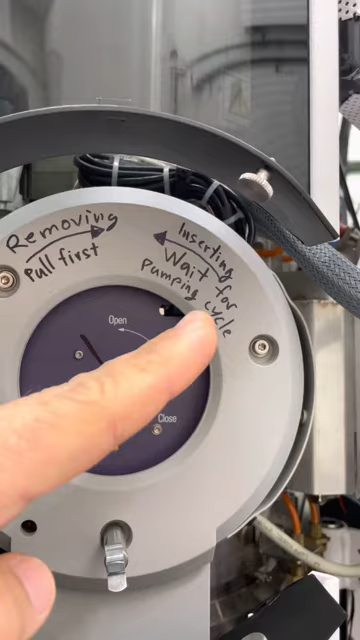 Removing
Pull first
Inserting
Wait for
Pumping cycle
Open
Close